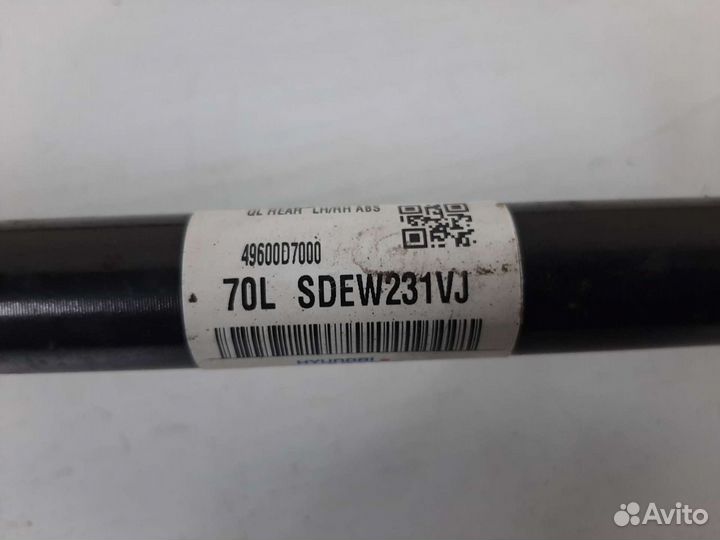 QL REAR LH/RH ABS
49600D7000
70L SDEW231VJ
HYUNDAI
Avito